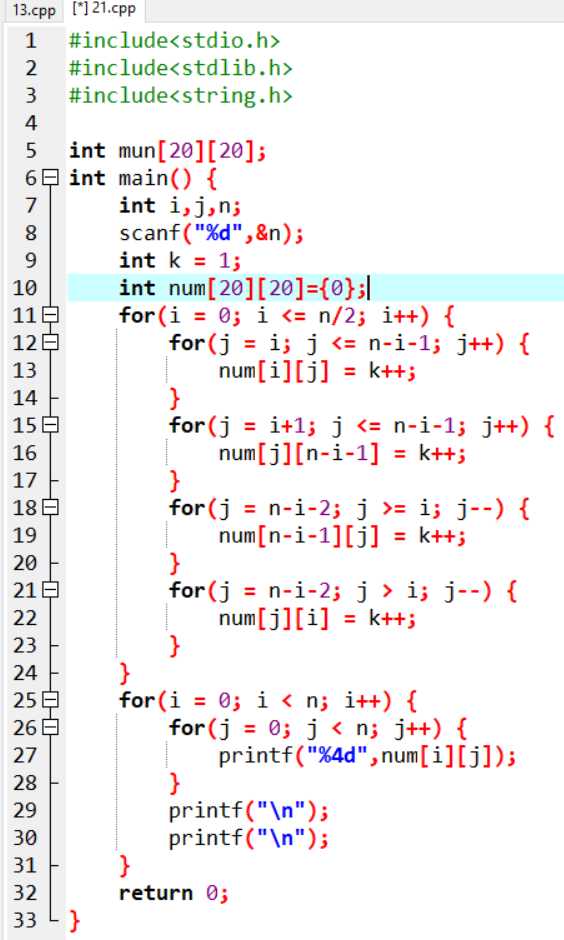 13.cpp [*] 21.cpp
1 #include<stdio.h>
2 #include<stdlib.h>
3 #include<string.h>
4
5 int mun[20][20];
6 int main() {
7 int i,j,n;
8 scanf("%d",&n);
9 int k = 1;
10 int num[20][20]={0};
11 for(i = 0; i <= n/2; i++) {
12 for(j = i; j <= n-i-1; j++) {
13 num[i][j] = k++;
14 }
15 for(j = i+1; j <= n-i-1; j++) {
16 num[j][n-i-1] = k++;
17 }
18 for(j = n-i-2; j >= i; j--) {
19 num[n-i-1][j] = k++;
20 }
21 for(j = n-i-2; j > i; j--) {
22 num[j][i] = k++;
23 }
24 }
25 for(i = 0; i < n; i++) {
26 for(j = 0; j < n; j++) {
27 printf("%4d",num[i][j]);
28 }
29 printf("\n");
30 printf("\n");
31 }
32 return 0;
33 }